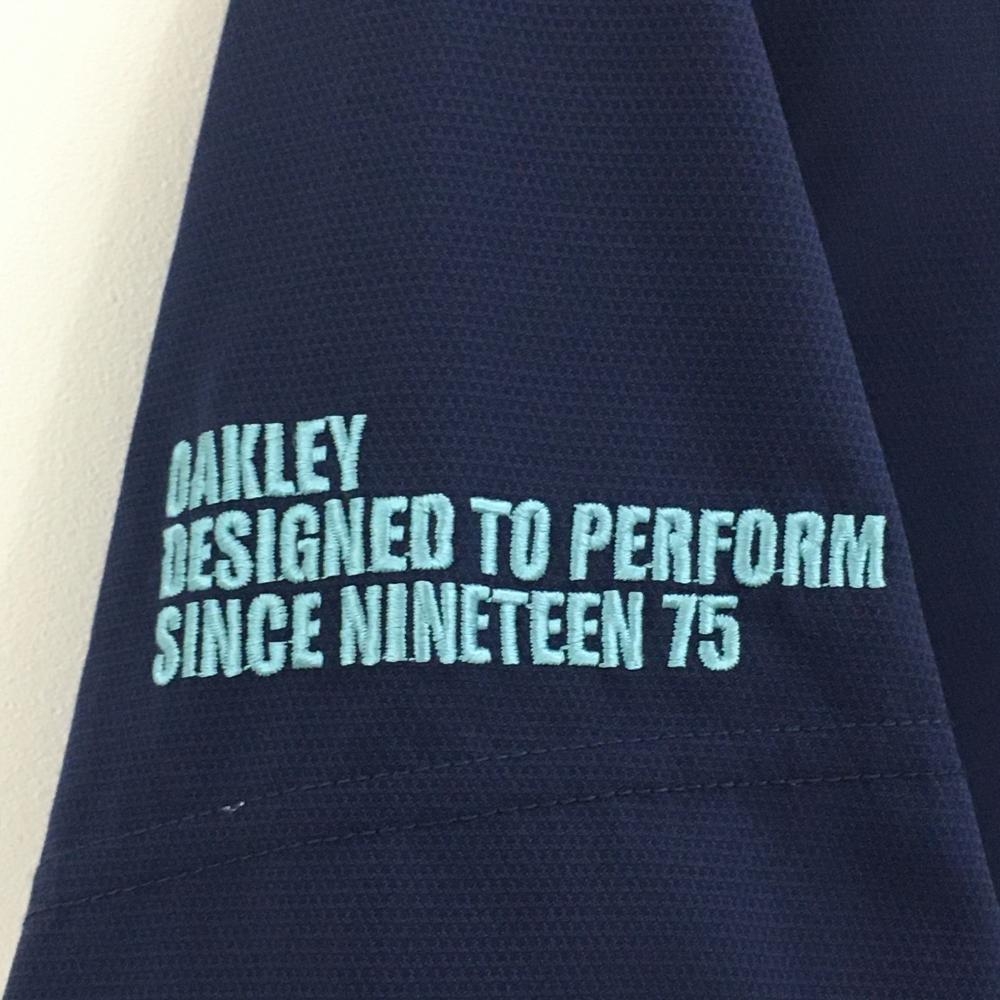 OAKLEY
DESIGNED TO PERFORM
SINCE NINETEEN 75